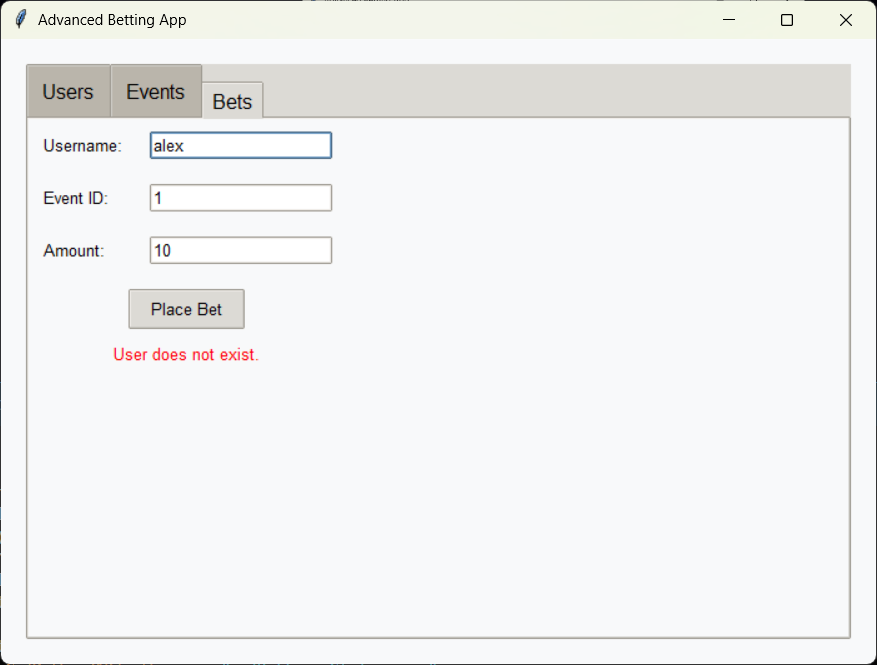 Advanced Betting App
Users Events Bets
Username: alex
Event ID: 1
Amount: 10
Place Bet
User does not exist.